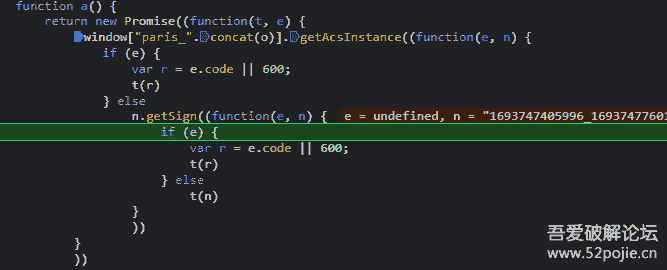 function a() {
return new Promise((function(t, e) {
window["paris_".concat(o)].getAcsInstance((function(e, n) {
if (e) {
var r = e.code || 600;
t(r)
} else
n.getSign((function(e, n) { e = undefined, n = "1693747405996_16937477601
if (e) {
var r = e.code || 600;
t(r)
} else
t(n)
}
))
}
))
吾爱破解论坛
www.52pojie.cn